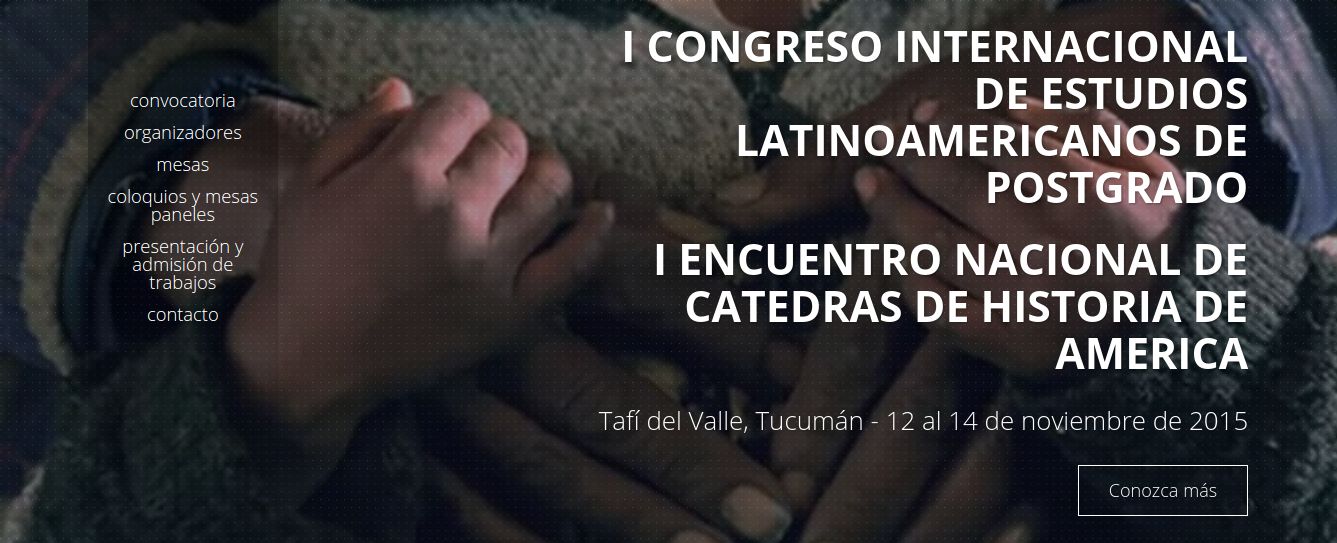 convocatoria
organizadores
mesas
coloquios y mesas
paneles
presentación y
admisión de
trabajos
contacto
I CONGRESO INTERNACIONAL
DE ESTUDIOS
LATINOAMERICANOS DE
POSTGRADO
I ENCUENTRO NACIONAL DE
CATEDRAS DE HISTORIA DE
AMERICA
Tafí del Valle, Tucumán - 12 al 14 de noviembre de 2015
Conozca más